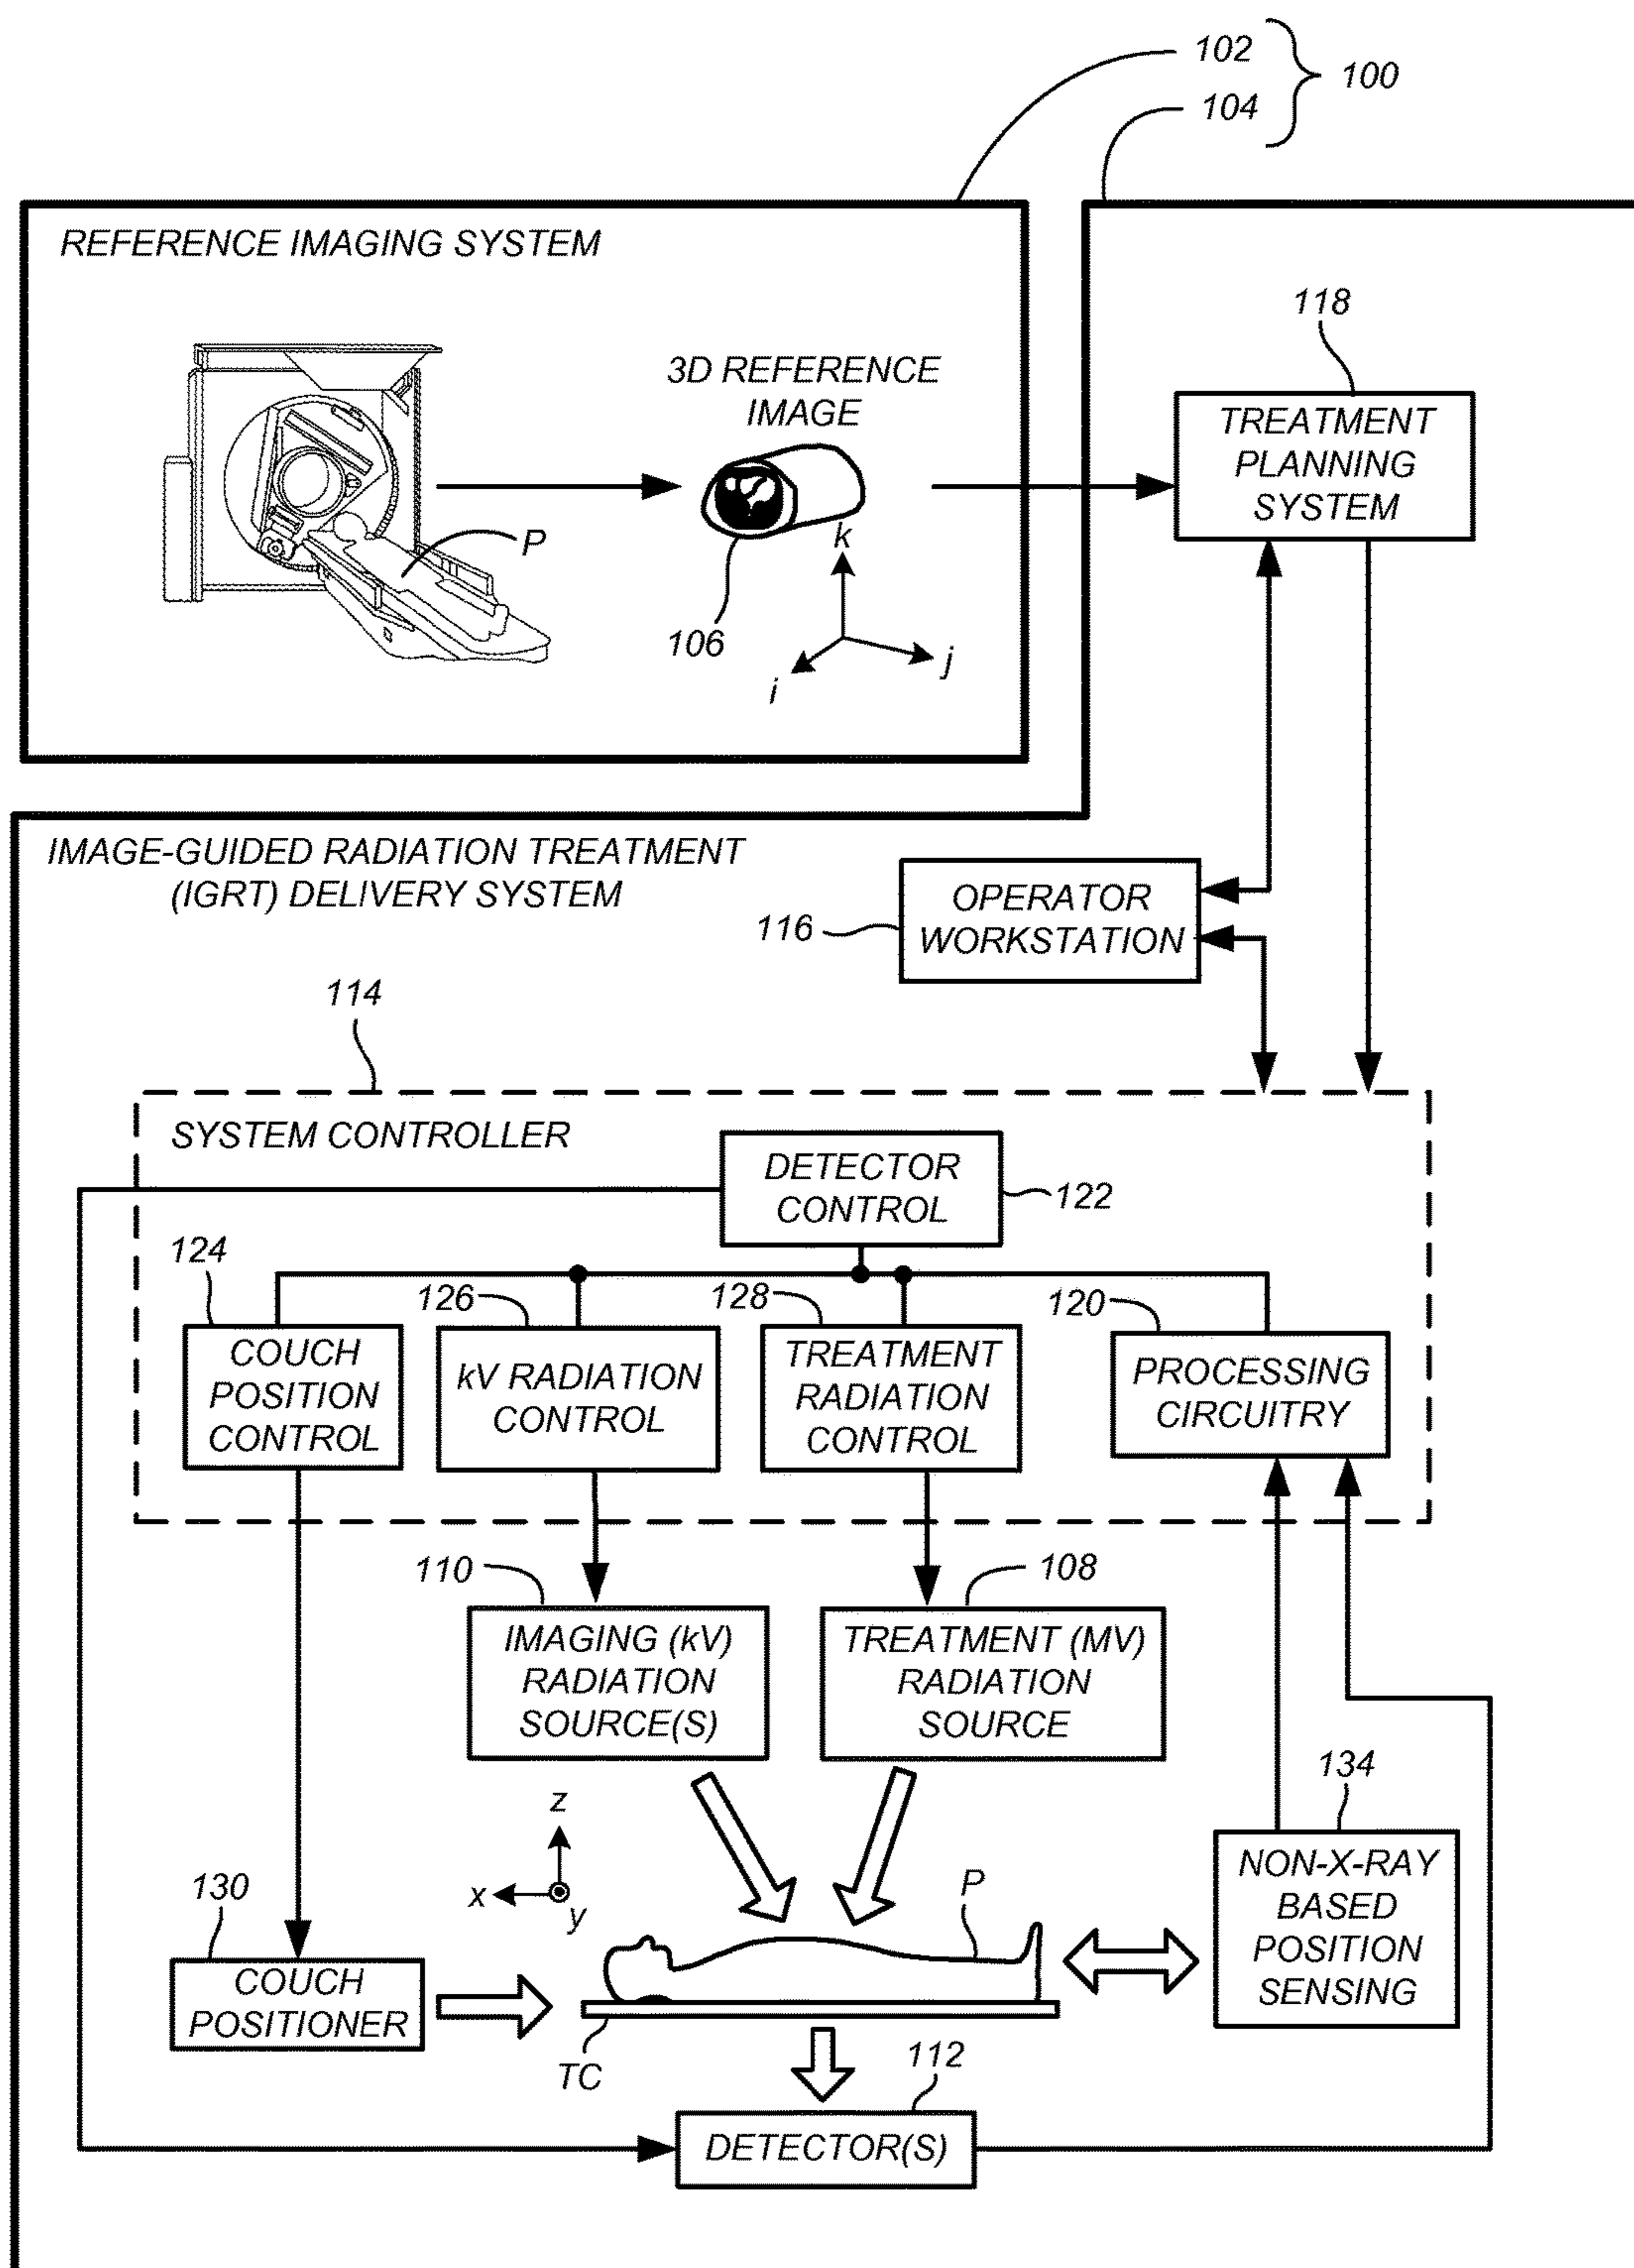 102
100
104
REFERENCE IMAGING SYSTEM
118
3D REFERENCE
IMAGE
TREATMENT
PLANNING
SYSTEM
P
k
106
j
i
IMAGE-GUIDED RADIATION TREATMENT
(IGRT) DELIVERY SYSTEM
OPERATOR
WORKSTATION
116
114
SYSTEM CONTROLLER
DETECTOR
CONTROL
122
124
126
128
120
COUCH
POSITION
CONTROL
kV RADIATION
CONTROL
TREATMENT
RADIATION
CONTROL
PROCESSING
CIRCUITRY
110
108
IMAGING (kV)
RADIATION
SOURCE(S)
TREATMENT (MV)
RADIATION
SOURCE
134
z
x
y
NON-X-RAY
BASED
POSITION
SENSING
130
P
COUCH
POSITIONER
TC
112
DETECTOR(S)